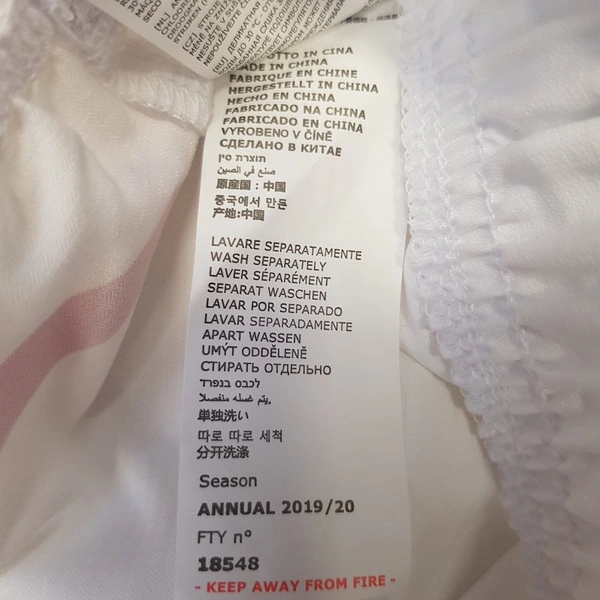 OTTO IN CINA
MADE IN CHINA
FABRIQUE EN CHINE
HERGESTELLT IN CHINA
HECHO EN CHINA
FABRICADO NA CHINA
FABRICADO EN CHINA
VYROBENO V ČÍNĚ
СДЕЛАНО В КИТАЕ
תוצרת סין
صنع في الصين
原産国：中国
중국에서 만든
产地:中国
LAVARE SEPARATAMENTE
WASH SEPARATELY
LAVER SÉPARÉMENT
SEPARAT WASCHEN
LAVAR POR SEPARADO
LAVAR SEPARADAMENTE
APART WASSEN
UMÝT ODDĚLENĚ
СТИРАТЬ ОТДЕЛЬНО
לכבס בנפרד
يتم غسله منفصلا.
単独洗い
따로 따로 세척
分开洗涤
Season
ANNUAL 2019/20
FTY n°
18548
- KEEP AWAY FROM FIRE -